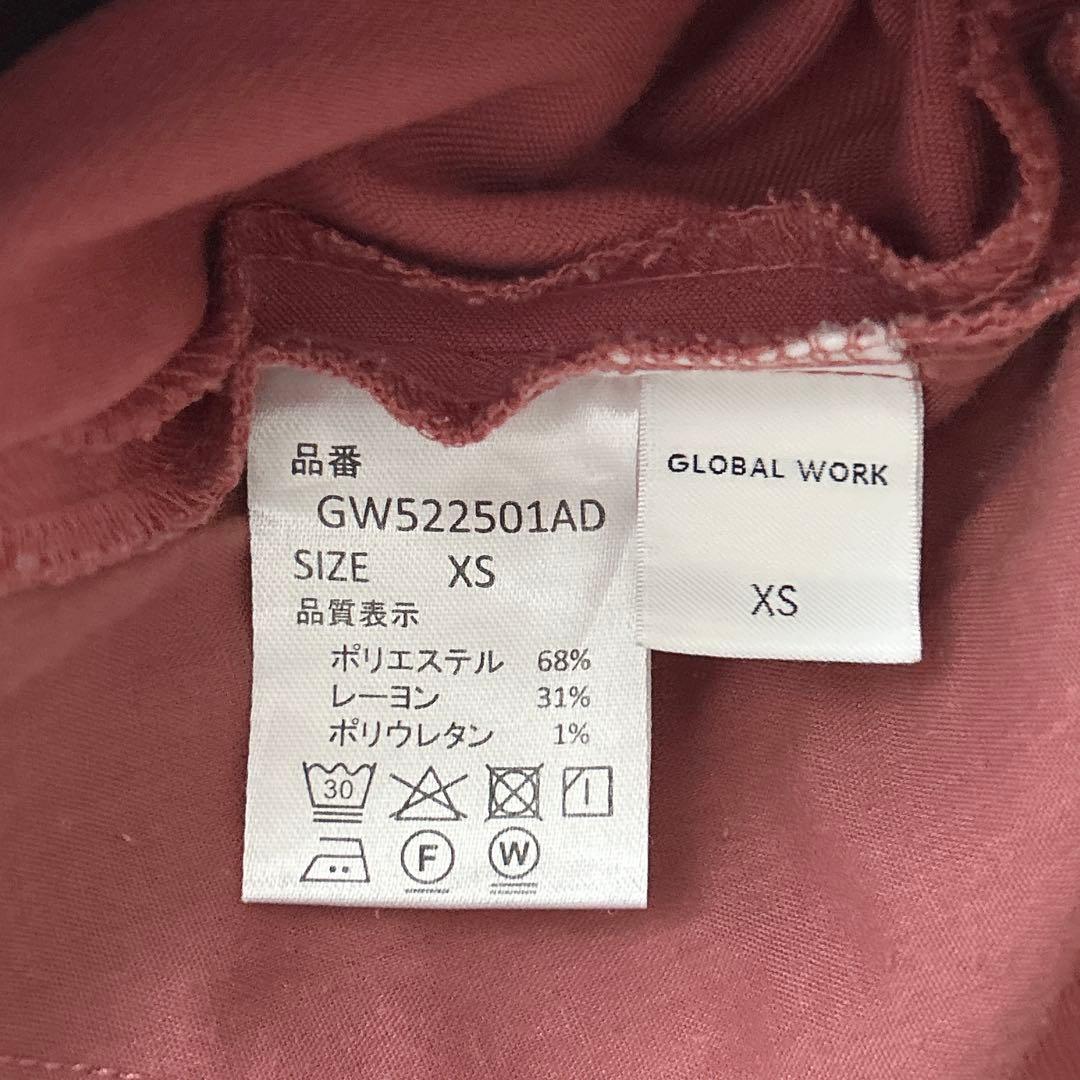 品番
GW522501AD
SIZE XS
品質表示
ポリエステル 68%
レーヨン 31%
ポリウレタン 1%
30
F W
GLOBAL WORK
XS